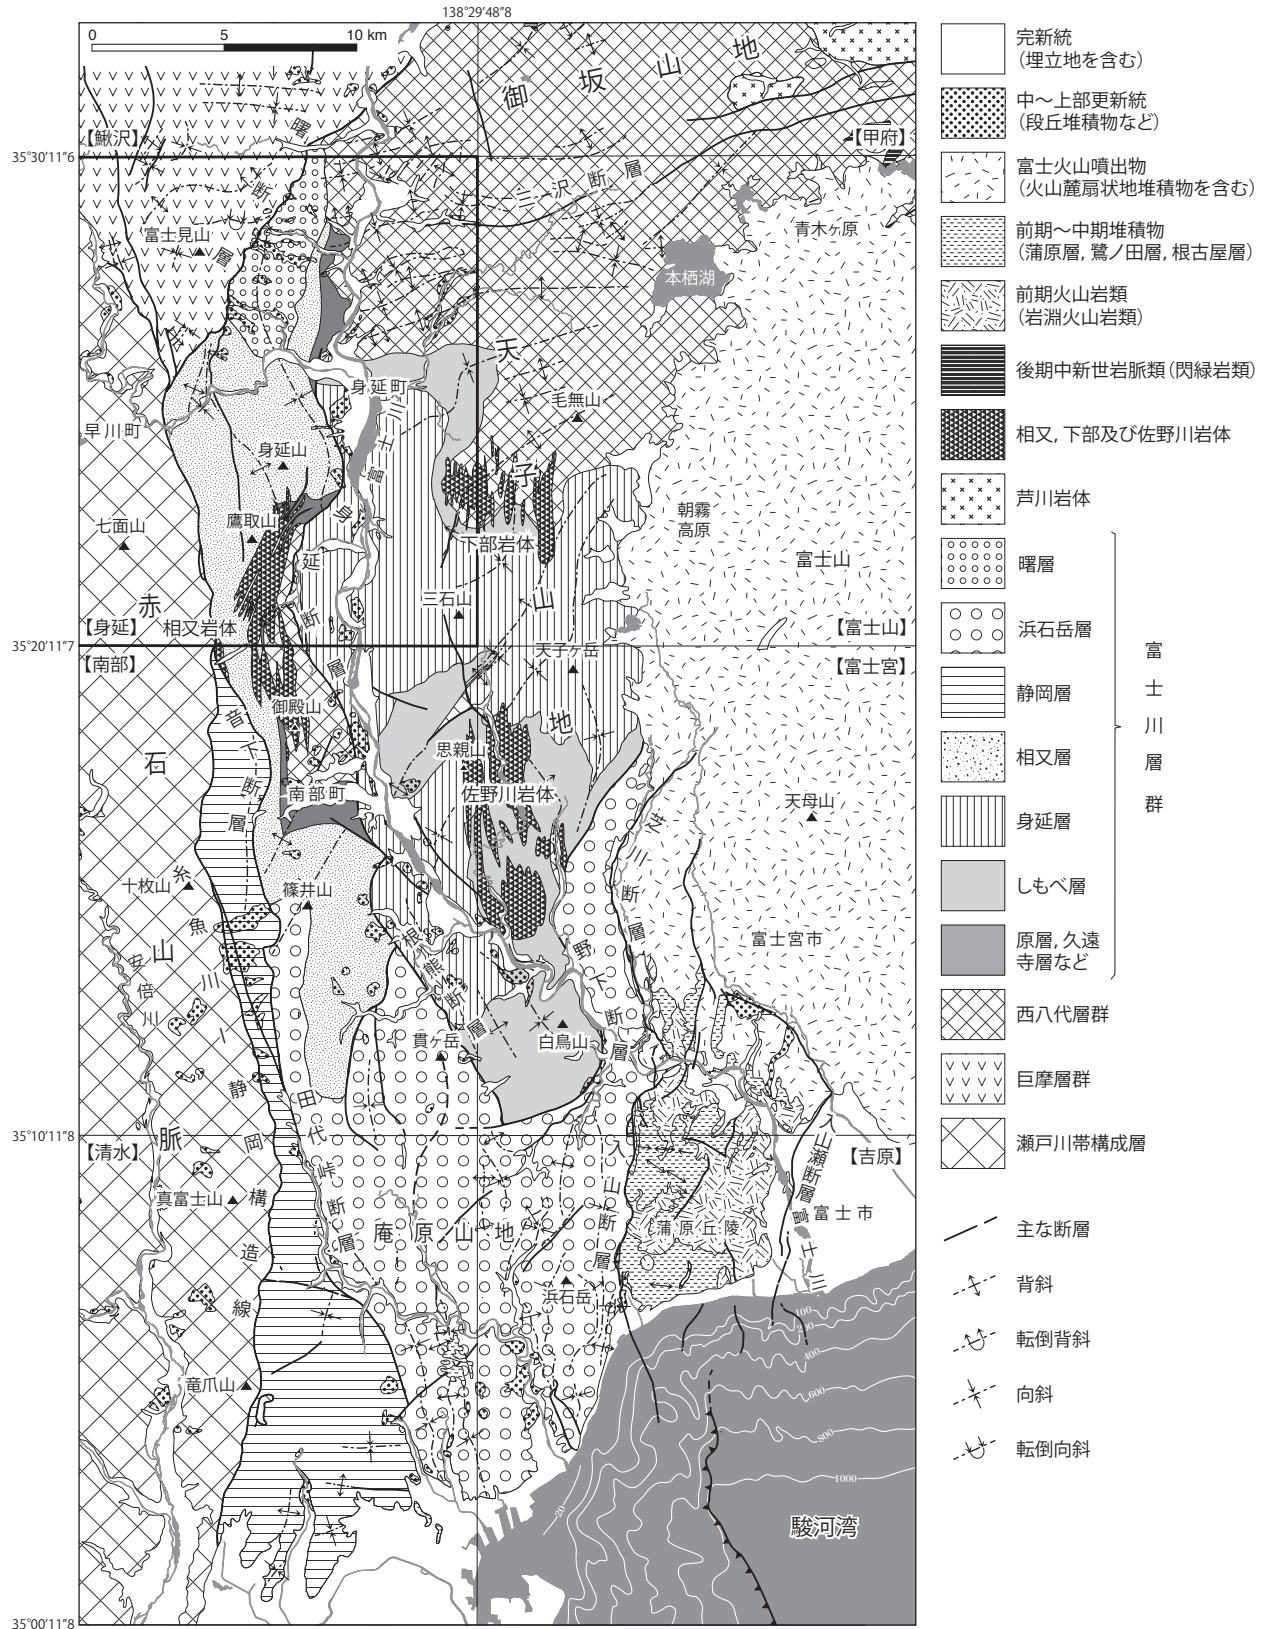 138°29′48″8
0 5 10 km
御坂山地
曙断層
【鰍沢】
【甲府】
35°30′11″6
三沢断層
富士見山
青木ヶ原
本栖湖
天子山地
身延町
毛無山
早川町
富士川
身延山
朝霧
高原
七面山
鷹取山
身延断層
下部岩体
富士山
赤石山脈
三石山
【身延】
相又岩体
【富士山】
35°20′11″7
【南部】
天子ヶ岳
【富士宮】
御殿山
音下断層
思親山
南部町
佐野川岩体
天母山
芝川断層
十枚山
糸魚川ー静岡構造線
篠井山
富士宮市
根熊断層
野下断層
安倍川
貫ヶ岳
白鳥山
田代峠断層
35°10′11″8
【清水】
入山断層
入山瀬断層
【吉原】
真富士山
庵原山地
蒲原丘陵
富士市
富士川
浜石岳
竜爪山
100
200
400
600
800
1000
20
駿河湾
35°00′11″8
完新統
（埋立地を含む）
中～上部更新統
（段丘堆積物など）
富士火山噴出物
（火山麓扇状地堆積物を含む）
前期～中期堆積物
（蒲原層, 鷺ノ田層, 根古屋層）
前期火山岩類
（岩淵火山岩類）
後期中新世岩脈類（閃緑岩類）
相又, 下部及び佐野川岩体
芦川岩体
曙層
浜石岳層
静岡層
相又層
身延層
しもべ層
原層, 久遠
寺層など
富士川層群
西八代層群
巨摩層群
瀬戸川帯構成層
主な断層
背斜
転倒背斜
向斜
転倒向斜